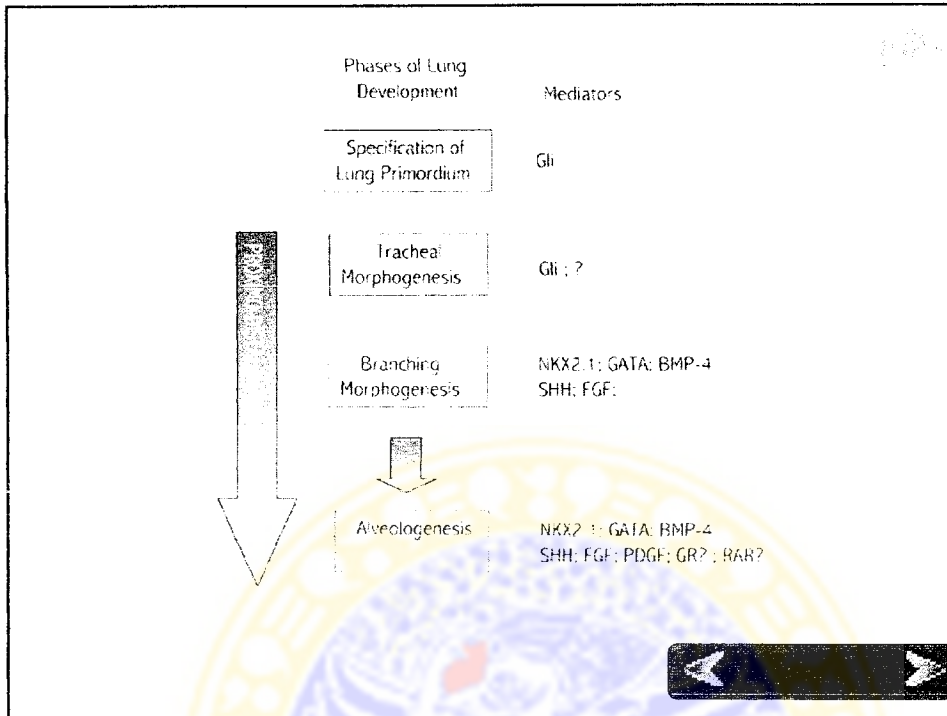 Phases of Lung
Development
Mediators
Specification of
Lung Primordium
Gli
Tracheal
Morphogenesis
Gli ; ?
Branching
Morphogenesis
NKX2.1; GATA; BMP-4
SHH; FGF;
Alveologenesis
NKX2.1; GATA; BMP-4
SHH; FGF; PDGF; GR? ; RAR?